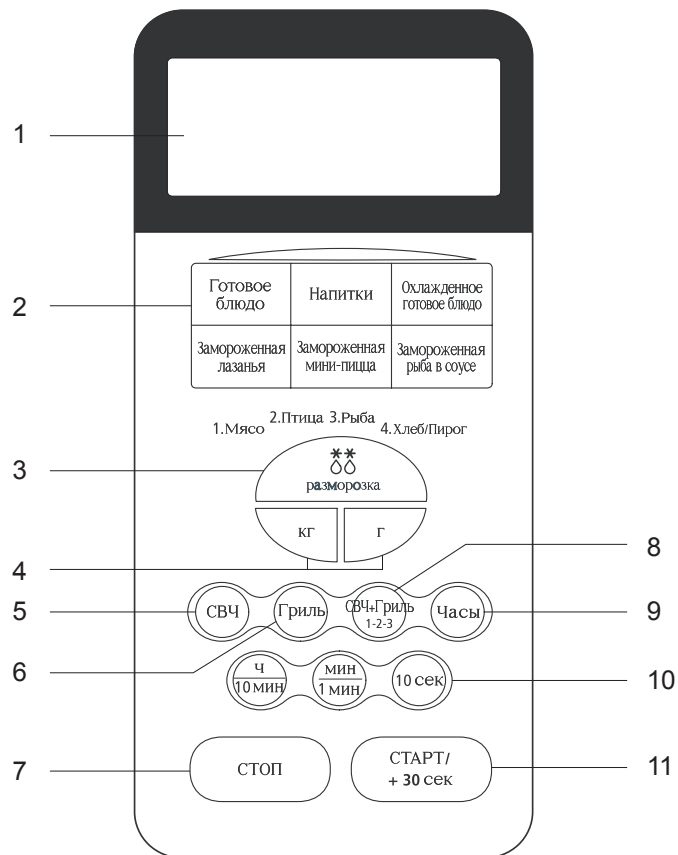 1
2
Готовое
блюдо
Напитки
Охлажденное
готовое блюдо
Замороженная
лазанья
Замороженная
мини-пицца
Замороженная
рыба в соусе
1.Мясо
2.Птица
3.Рыба
4.Хлеб/Пирог
3
разморозка
кг
г
4
8
5
СВЧ
Гриль
СВЧ+Гриль
1-2-3
Часы
9
6
ч
10 мин
мин
1 мин
10 сек
10
7
СТОП
СТАРТ/
+ 30 сек
11